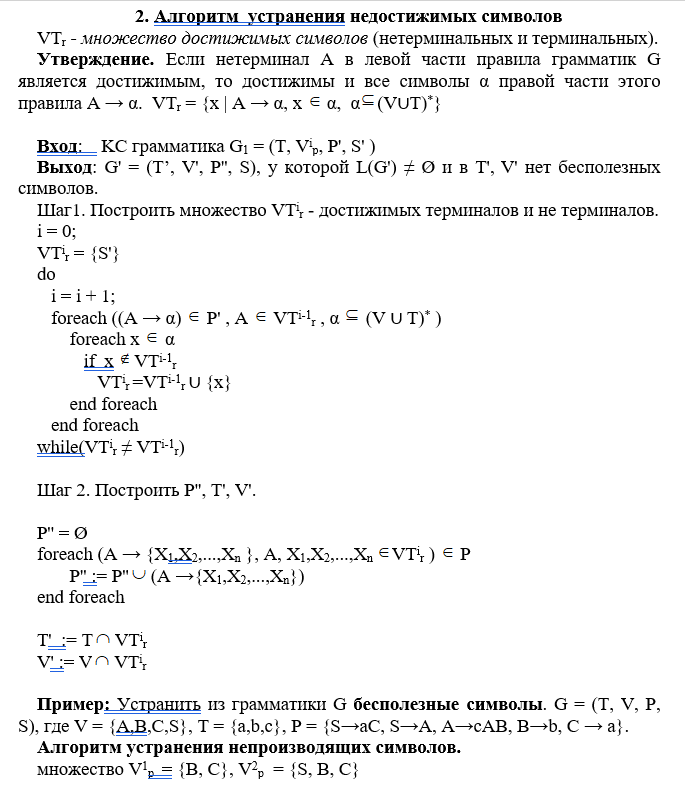 2. Алгоритм устранения недостижимых символов
VTᵣ - множество достижимых символов (нетерминальных и терминальных).
Утверждение. Если нетерминал A в левой части правила грамматик G
является достижимым, то достижимы и все символы α правой части этого
правила A → α. VTᵣ = {x | A → α, x ∈ α, α⊆(V∪T)*}
Вход: КС грамматика G₁ = (T, Vⁱₚ, P', S' )
Выход: G' = (T’, V', P'', S), у которой L(G') ≠ Ø и в T', V' нет бесполезных
символов.
Шаг1. Построить множество VTⁱᵣ - достижимых терминалов и не терминалов.
i = 0;
VTⁱᵣ = {S'}
do
i = i + 1;
foreach ((A → α) ∈ P' , A ∈ VTⁱ⁻¹ᵣ , α ⊆ (V ∪ T)* )
foreach x ∈ α
if x ∉ VTⁱ⁻¹ᵣ
VTⁱᵣ =VTⁱ⁻¹ᵣ ∪ {x}
end foreach
end foreach
while(VTⁱᵣ ≠ VTⁱ⁻¹ᵣ)
Шаг 2. Построить P'', T', V'.
P'' = Ø
foreach (A → {X₁,X₂,...,Xₙ }, A, X₁,X₂,...,Xₙ ∈VTⁱᵣ ) ∈ P
P'' := P'' ∪ (A →{X₁,X₂,...,Xₙ})
end foreach
T' := T ∩ VTⁱᵣ
V' := V ∩ VTⁱᵣ
Пример: Устранить из грамматики G бесполезные символы. G = (T, V, P,
S), где V = {A,B,C,S}, T = {a,b,c}, P = {S→aC, S→A, A→cAB, B→b, C → a}.
Алгоритм устранения непроизводящих символов.
множество V¹ₚ = {B, C}, V²ₚ = {S, B, C}